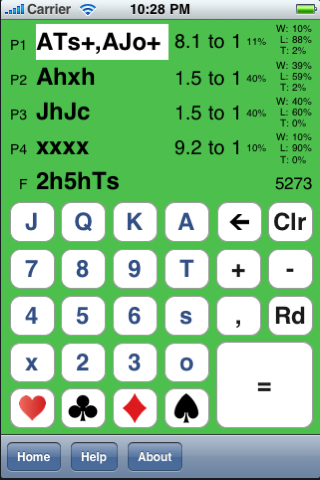 Carrier 10:28 PM
P1 ATs+,AJo+ 8.1 to 1 11% W: 10% L: 88% T: 2%
P2 Ahxh 1.5 to 1 40% W: 39% L: 59% T: 2%
P3 JhJc 1.5 to 1 40% W: 40% L: 60% T: 0%
P4 xxxx 9.2 to 1 10% W: 10% L: 90% T: 0%
F 2h5hTs 5273
J Q K A ← Clr
7 8 9 T + -
4 5 6 s , Rd
x 2 3 o =
♥ ♣ ♦ ♠
Home Help About